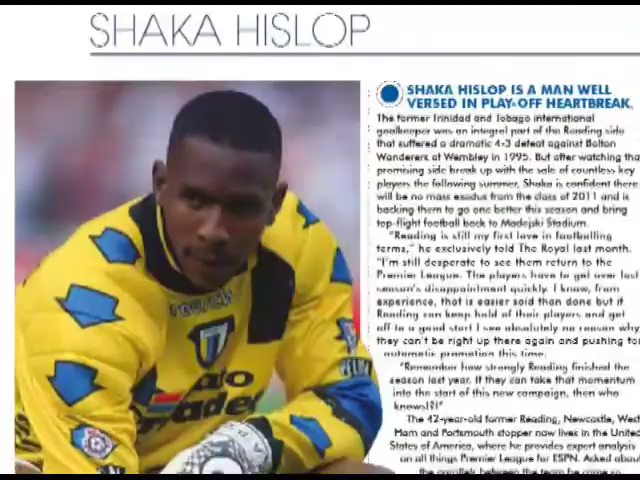 SHAKA HISLOP
SHAKA HISLOP IS A MAN WELL
VERSED IN PLAY-OFF HEARTBREAK.
The former Trinidad and Tobago international
goalkeeper was an integral part of the Reading side
that suffered a dramatic 4-3 defeat against Bolton
Wanderers at Wembley in 1995. But after watching tha
promising side break up with the sale of countless key
players the following summer, Shaka is confident there
will be no mass exodus from the class of 2011 and is
backing them to go one better this season and bring
top-flight football back to Madejski Stadium.
"Reading is still my first love in footballing
terms," he exclusively told The Royal last month.
"I'm still desperate to see them return to the
Premier League. The players have to get over last
season's disappointment quickly. I know, from
experience, that is easier said than done but if
Reading can keep hold of their players and get
off to a good start I see absolutely no reason why
they can't be right up there again and pushing for
automatic promotion this time.
"Remember how strongly Reading finished the
season last year. If they can take that momentum
into the start of this new campaign, then who
knows!?!"
The 42-year-old former Reading, Newcastle, West
Ham and Portsmouth stopper now lives in the United
States of America, where he provides expert analysis
on all things Premier League for ESPN. Asked about
the parallels between the team he came so
auto
trader